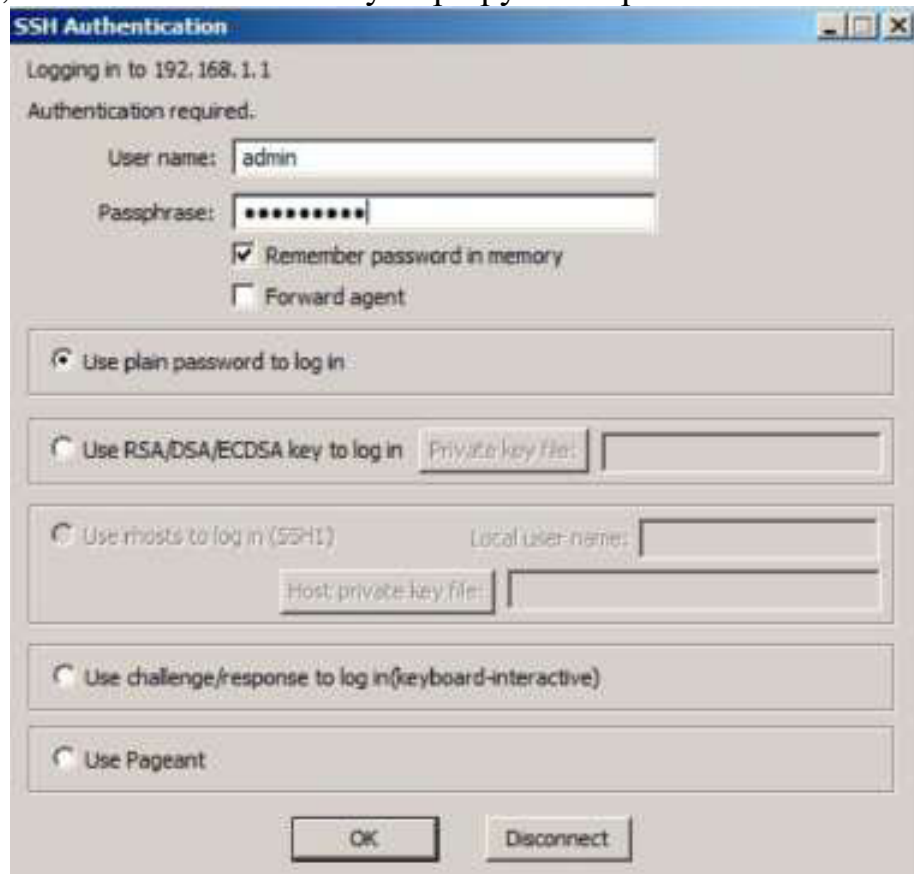 SSH Authentication
Logging in to 192.168.1.1
Authentication required.
User name: admin
Passphrase: •••••••••
Remember password in memory
Forward agent
Use plain password to log in
Use RSA/DSA/ECDSA key to log in Private key file:
Use rhosts to log in (SSH1) Local user name:
Host private key file:
Use challenge/response to log in(keyboard-interactive)
Use Pageant
OK Disconnect